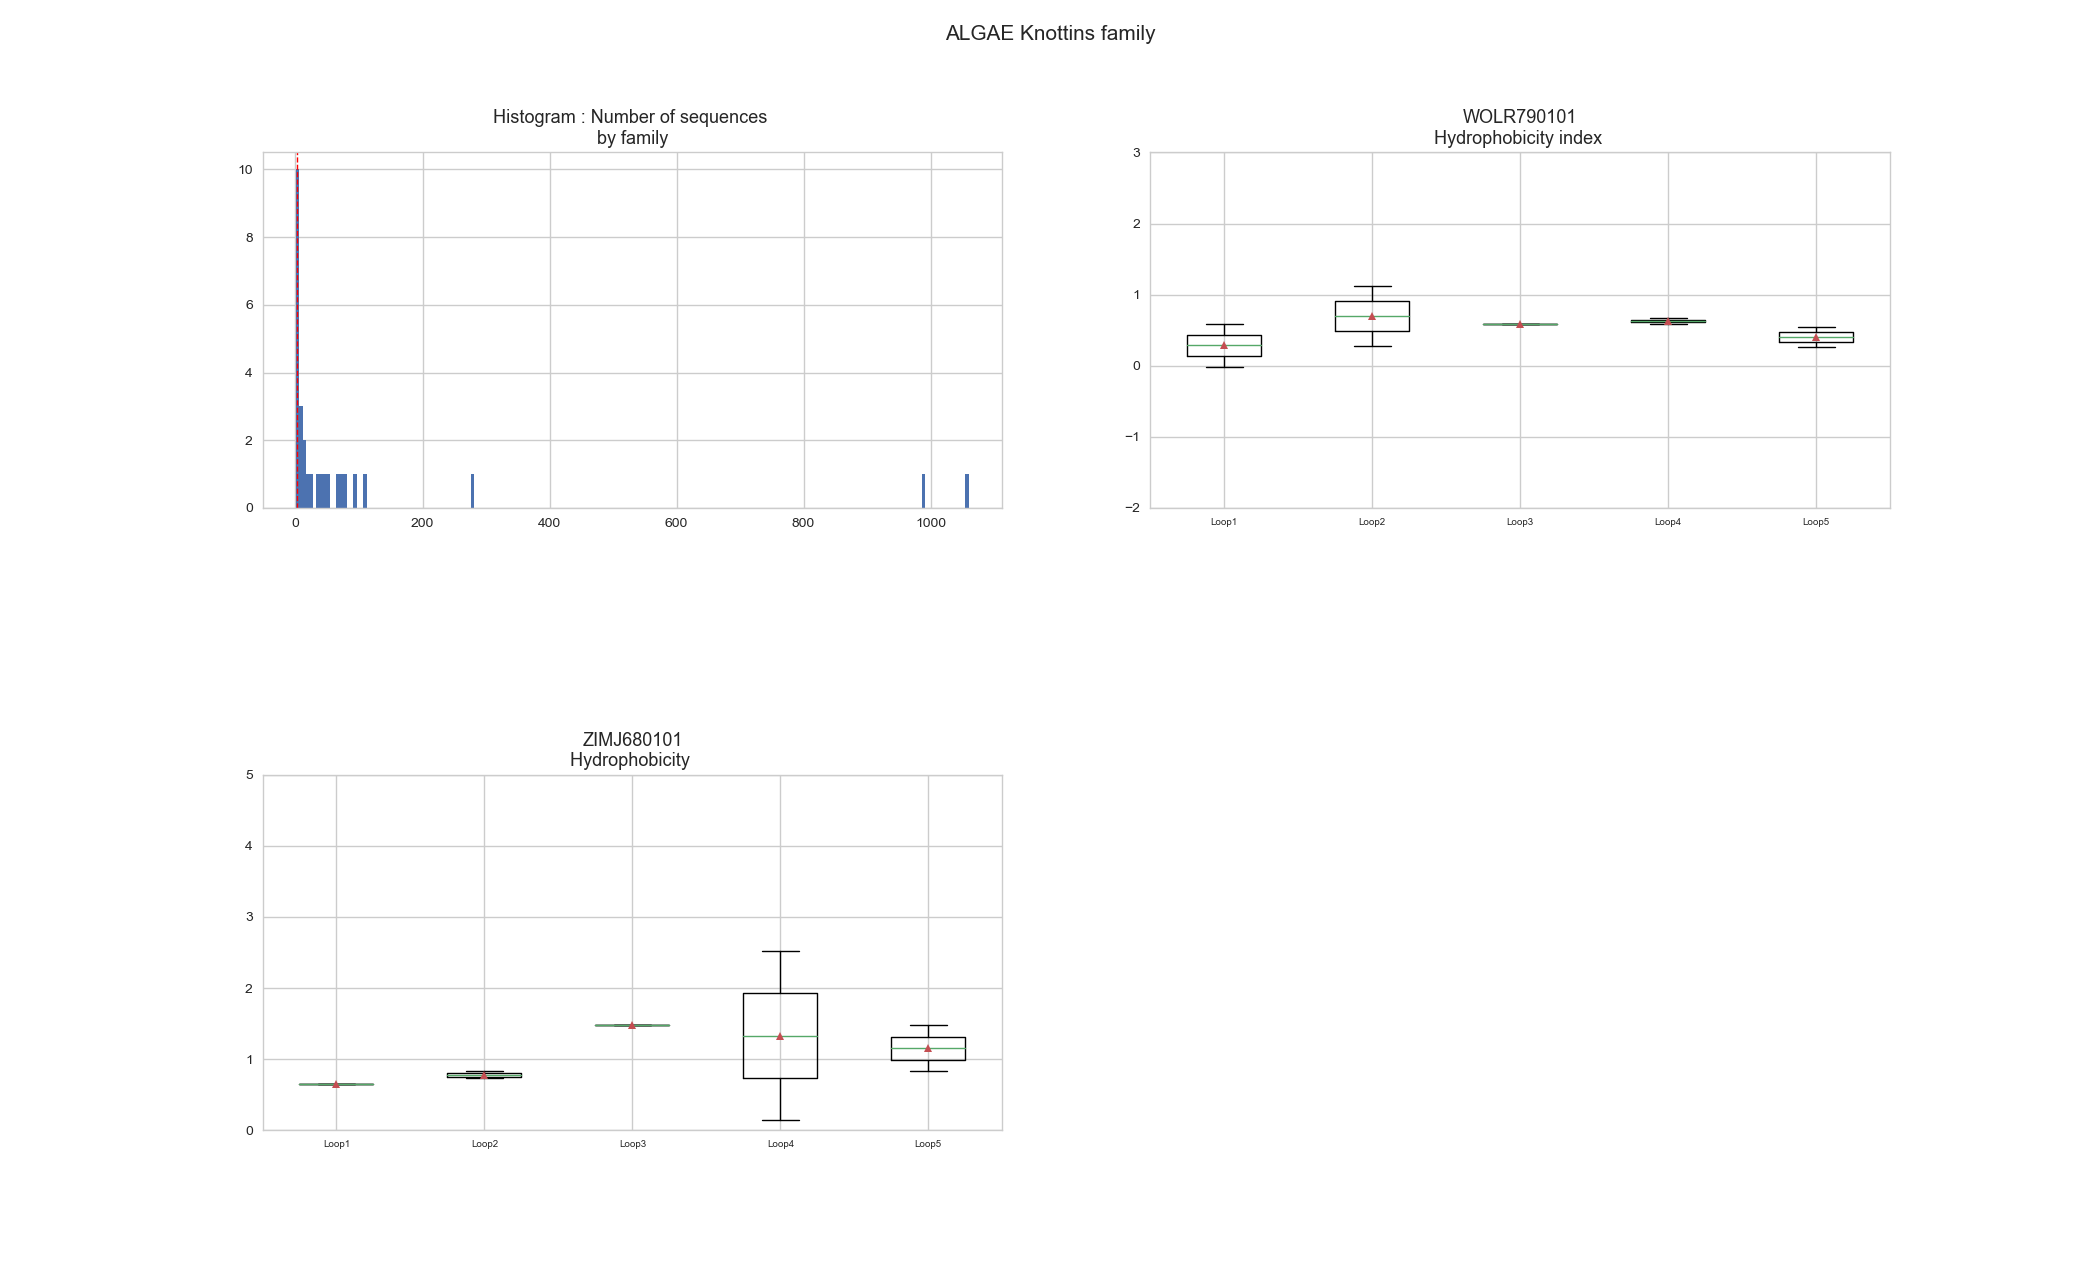 ALGAE Knottins family
Histogram : Number of sequences
by family
10
8
6
4
2
0
0 200 400 600 800 1000
WOLR790101
Hydrophobicity index
3
2
1
0
−1
−2
Loop1 Loop2 Loop3 Loop4 Loop5
ZIMJ680101
Hydrophobicity
5
4
3
2
1
0
Loop1 Loop2 Loop3 Loop4 Loop5